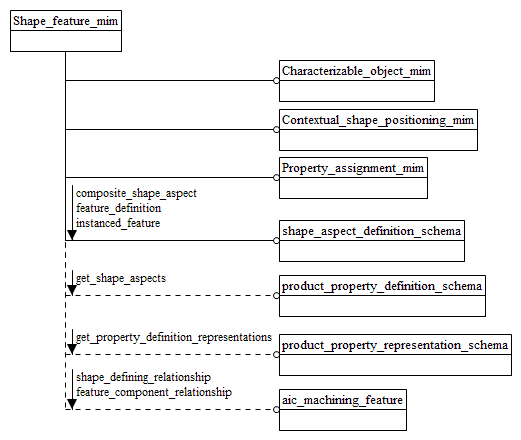 Shape_feature_mim
Characterizable_object_mim
Contextual_shape_positioning_mim
Property_assignment_mim
composite_shape_aspect
feature_definition
instanced_feature
shape_aspect_definition_schema
get_shape_aspects
product_property_definition_schema
get_property_definition_representations
product_property_representation_schema
shape_defining_relationship
feature_component_relationship
aic_machining_feature